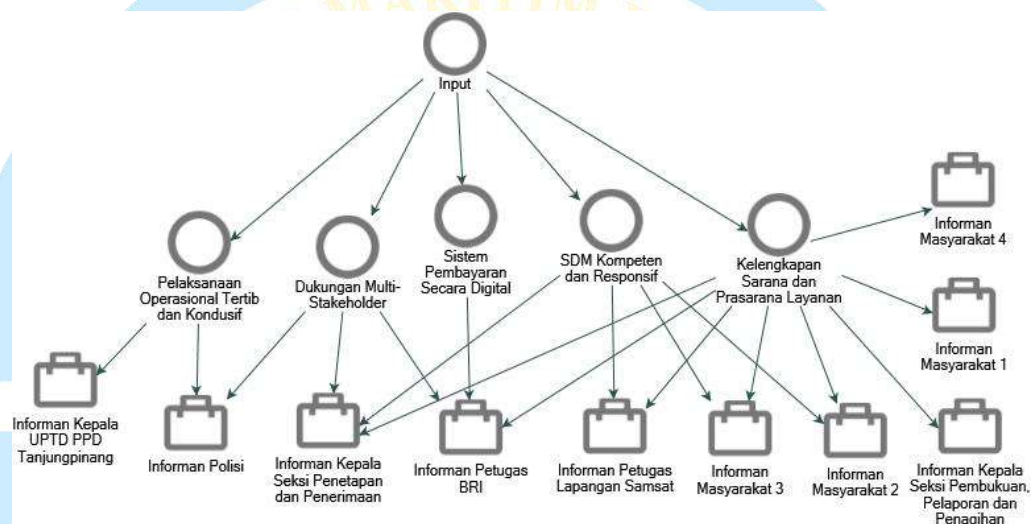 MARITIM
Input
Pelaksanaan
Operasional Tertib
dan Kondusif
Dukungan Multi-
Stakeholder
Sistem
Pembayaran
Secara Digital
SDM Kompeten
dan Responsif
Kelengkapan
Sarana dan
Prasarana Layanan
Informan
Masyarakat 4
Informan
Masyarakat 1
Informan Kepala
UPTD PPD
Tanjungpinang
Informan Polisi
Informan Kepala
Seksi Penetapan
dan Penerimaan
Informan Petugas
BRI
Informan Petugas
Lapangan Samsat
Informan
Masyarakat 3
Informan
Masyarakat 2
Informan Kepala
Seksi Pembukuan,
Pelaporan dan
Penagihan